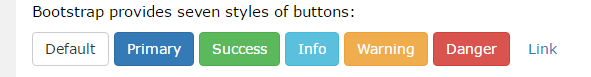 Bootstrap provides seven styles of buttons:
Default Primary Success Info Warning Danger Link